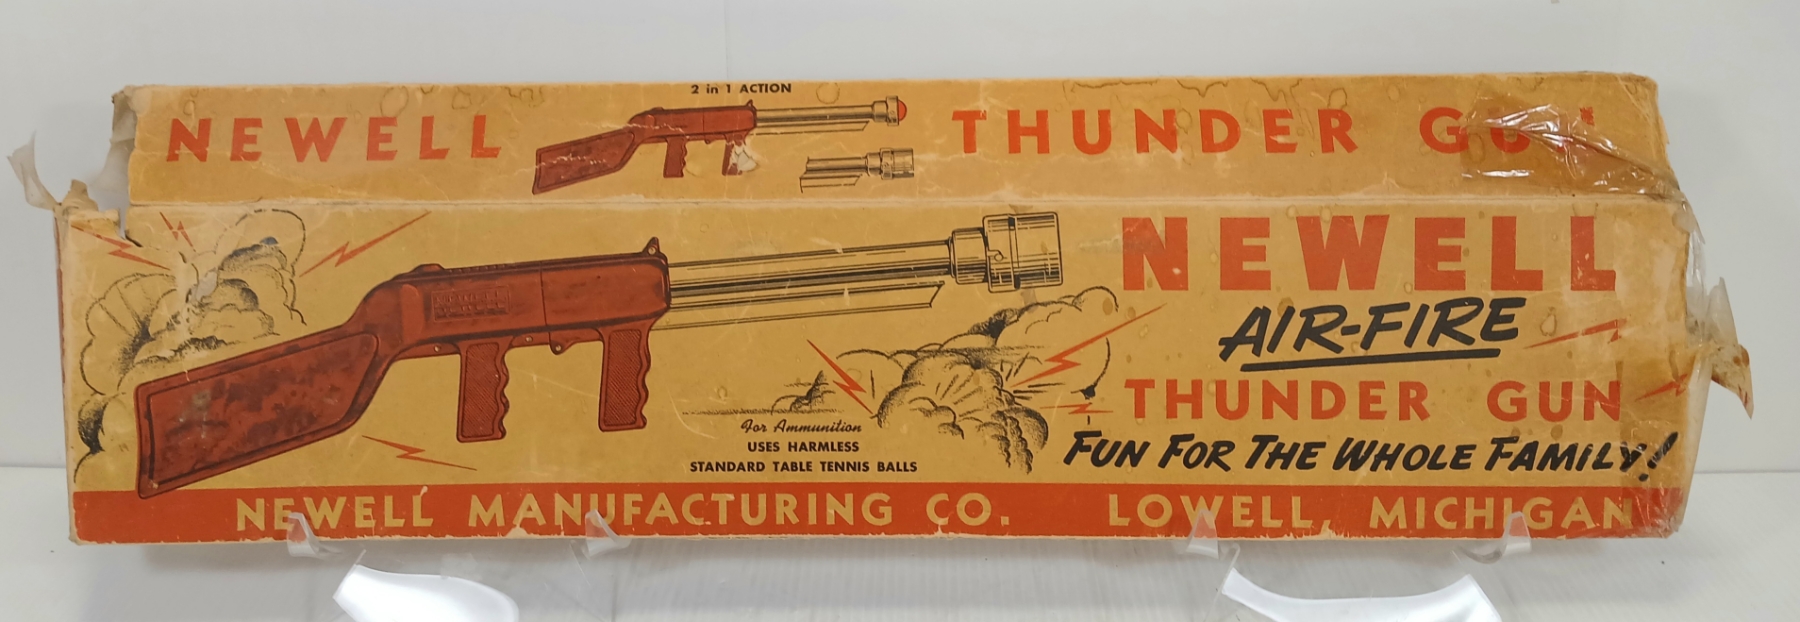 2 in 1 ACTION
NEWELL THUNDER GUN
NEWELL
AIR-FIRE
THUNDER GUN
For Ammunition
USES HARMLESS
STANDARD TABLE TENNIS BALLS
FUN FOR THE WHOLE FAMILY!
NEWELL MANUFACTURING CO. LOWELL, MICHIGAN